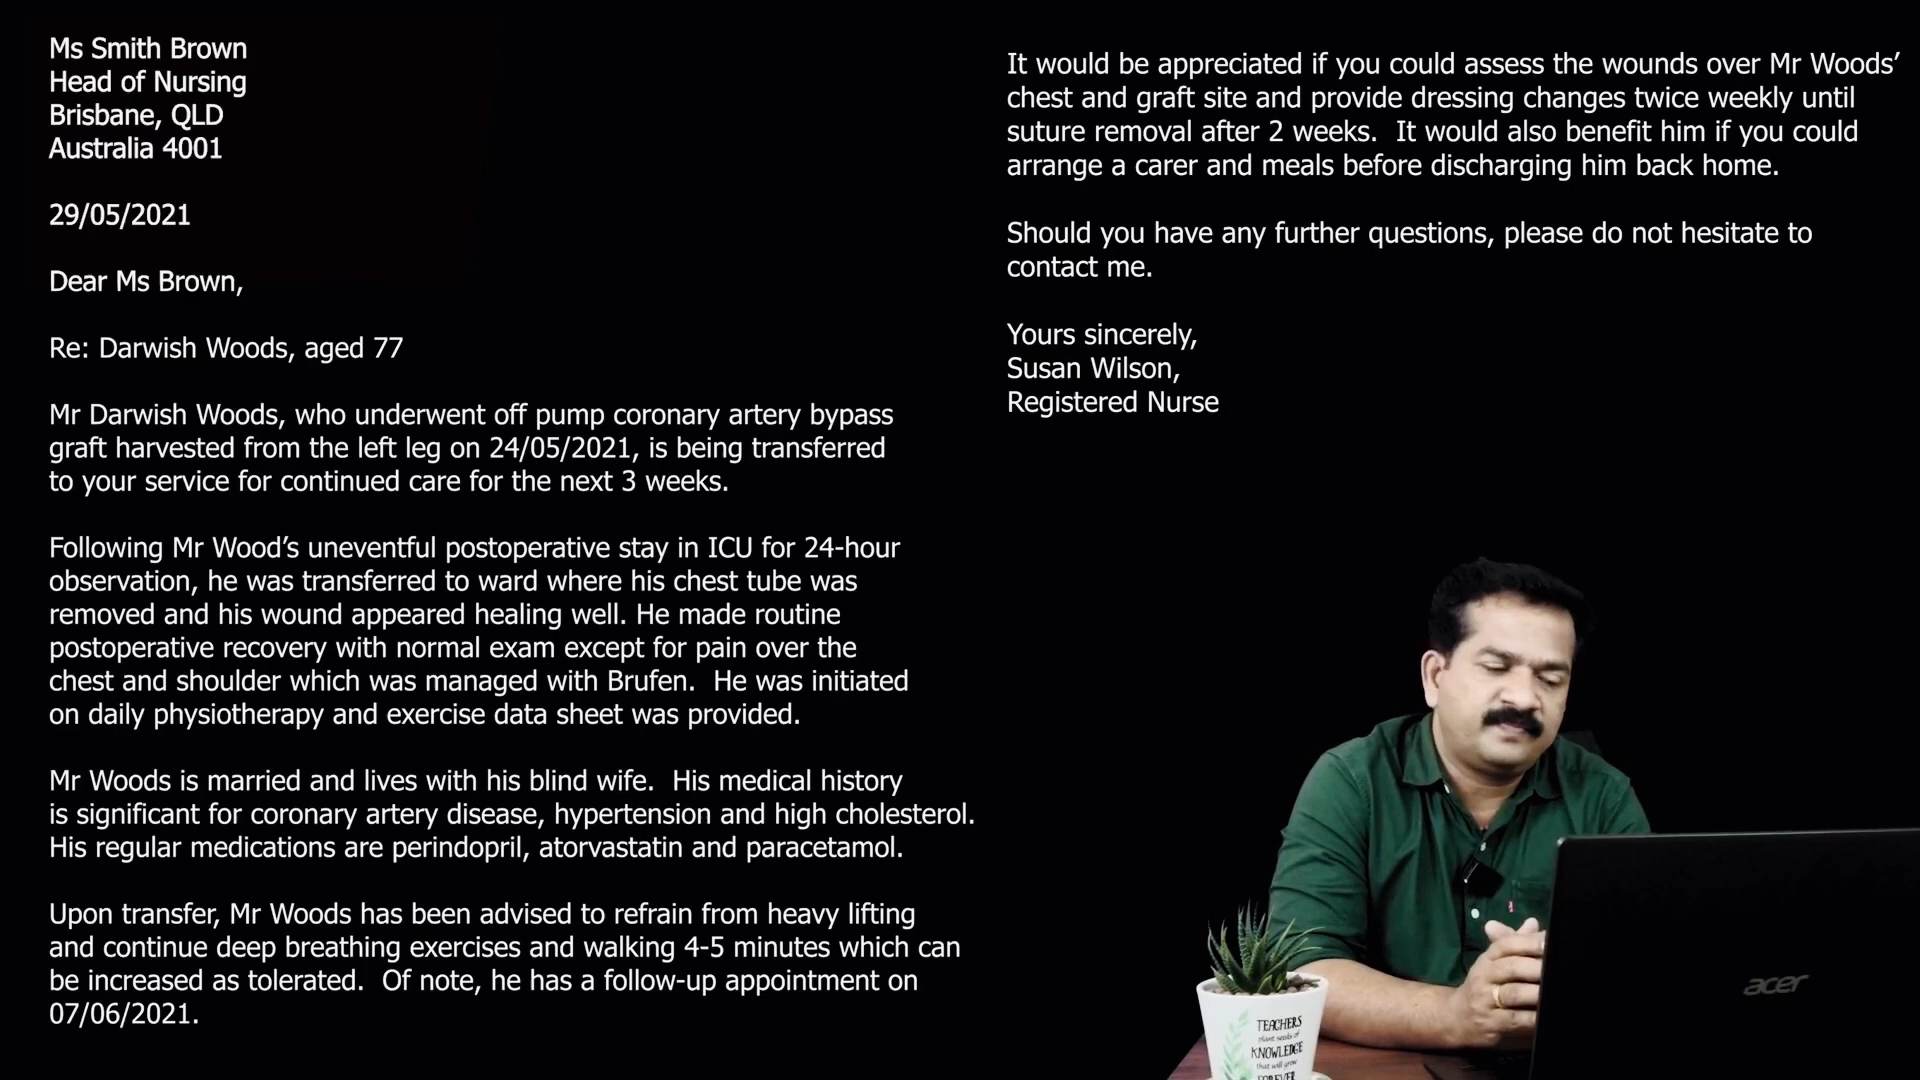 Ms Smith Brown
Head of Nursing
Brisbane, QLD
Australia 4001
29/05/2021
Dear Ms Brown,
Re: Darwish Woods, aged 77
Mr Darwish Woods, who underwent off pump coronary artery bypass
graft harvested from the left leg on 24/05/2021, is being transferred
to your service for continued care for the next 3 weeks.
Following Mr Wood’s uneventful postoperative stay in ICU for 24-hour
observation, he was transferred to ward where his chest tube was
removed and his wound appeared healing well. He made routine
postoperative recovery with normal exam except for pain over the
chest and shoulder which was managed with Brufen.  He was initiated
on daily physiotherapy and exercise data sheet was provided.
Mr Woods is married and lives with his blind wife.  His medical history
is significant for coronary artery disease, hypertension and high cholesterol.
His regular medications are perindopril, atorvastatin and paracetamol.
Upon transfer, Mr Woods has been advised to refrain from heavy lifting
and continue deep breathing exercises and walking 4-5 minutes which can
be increased as tolerated.  Of note, he has a follow-up appointment on
07/06/2021.
It would be appreciated if you could assess the wounds over Mr Woods’
chest and graft site and provide dressing changes twice weekly until
suture removal after 2 weeks.  It would also benefit him if you could
arrange a carer and meals before discharging him back home.
Should you have any further questions, please do not hesitate to
contact me.
Yours sincerely,
Susan Wilson,
Registered Nurse
acer
TEACHERS
plant seeds of
KNOWLEDGE
that will grow
FOREVER